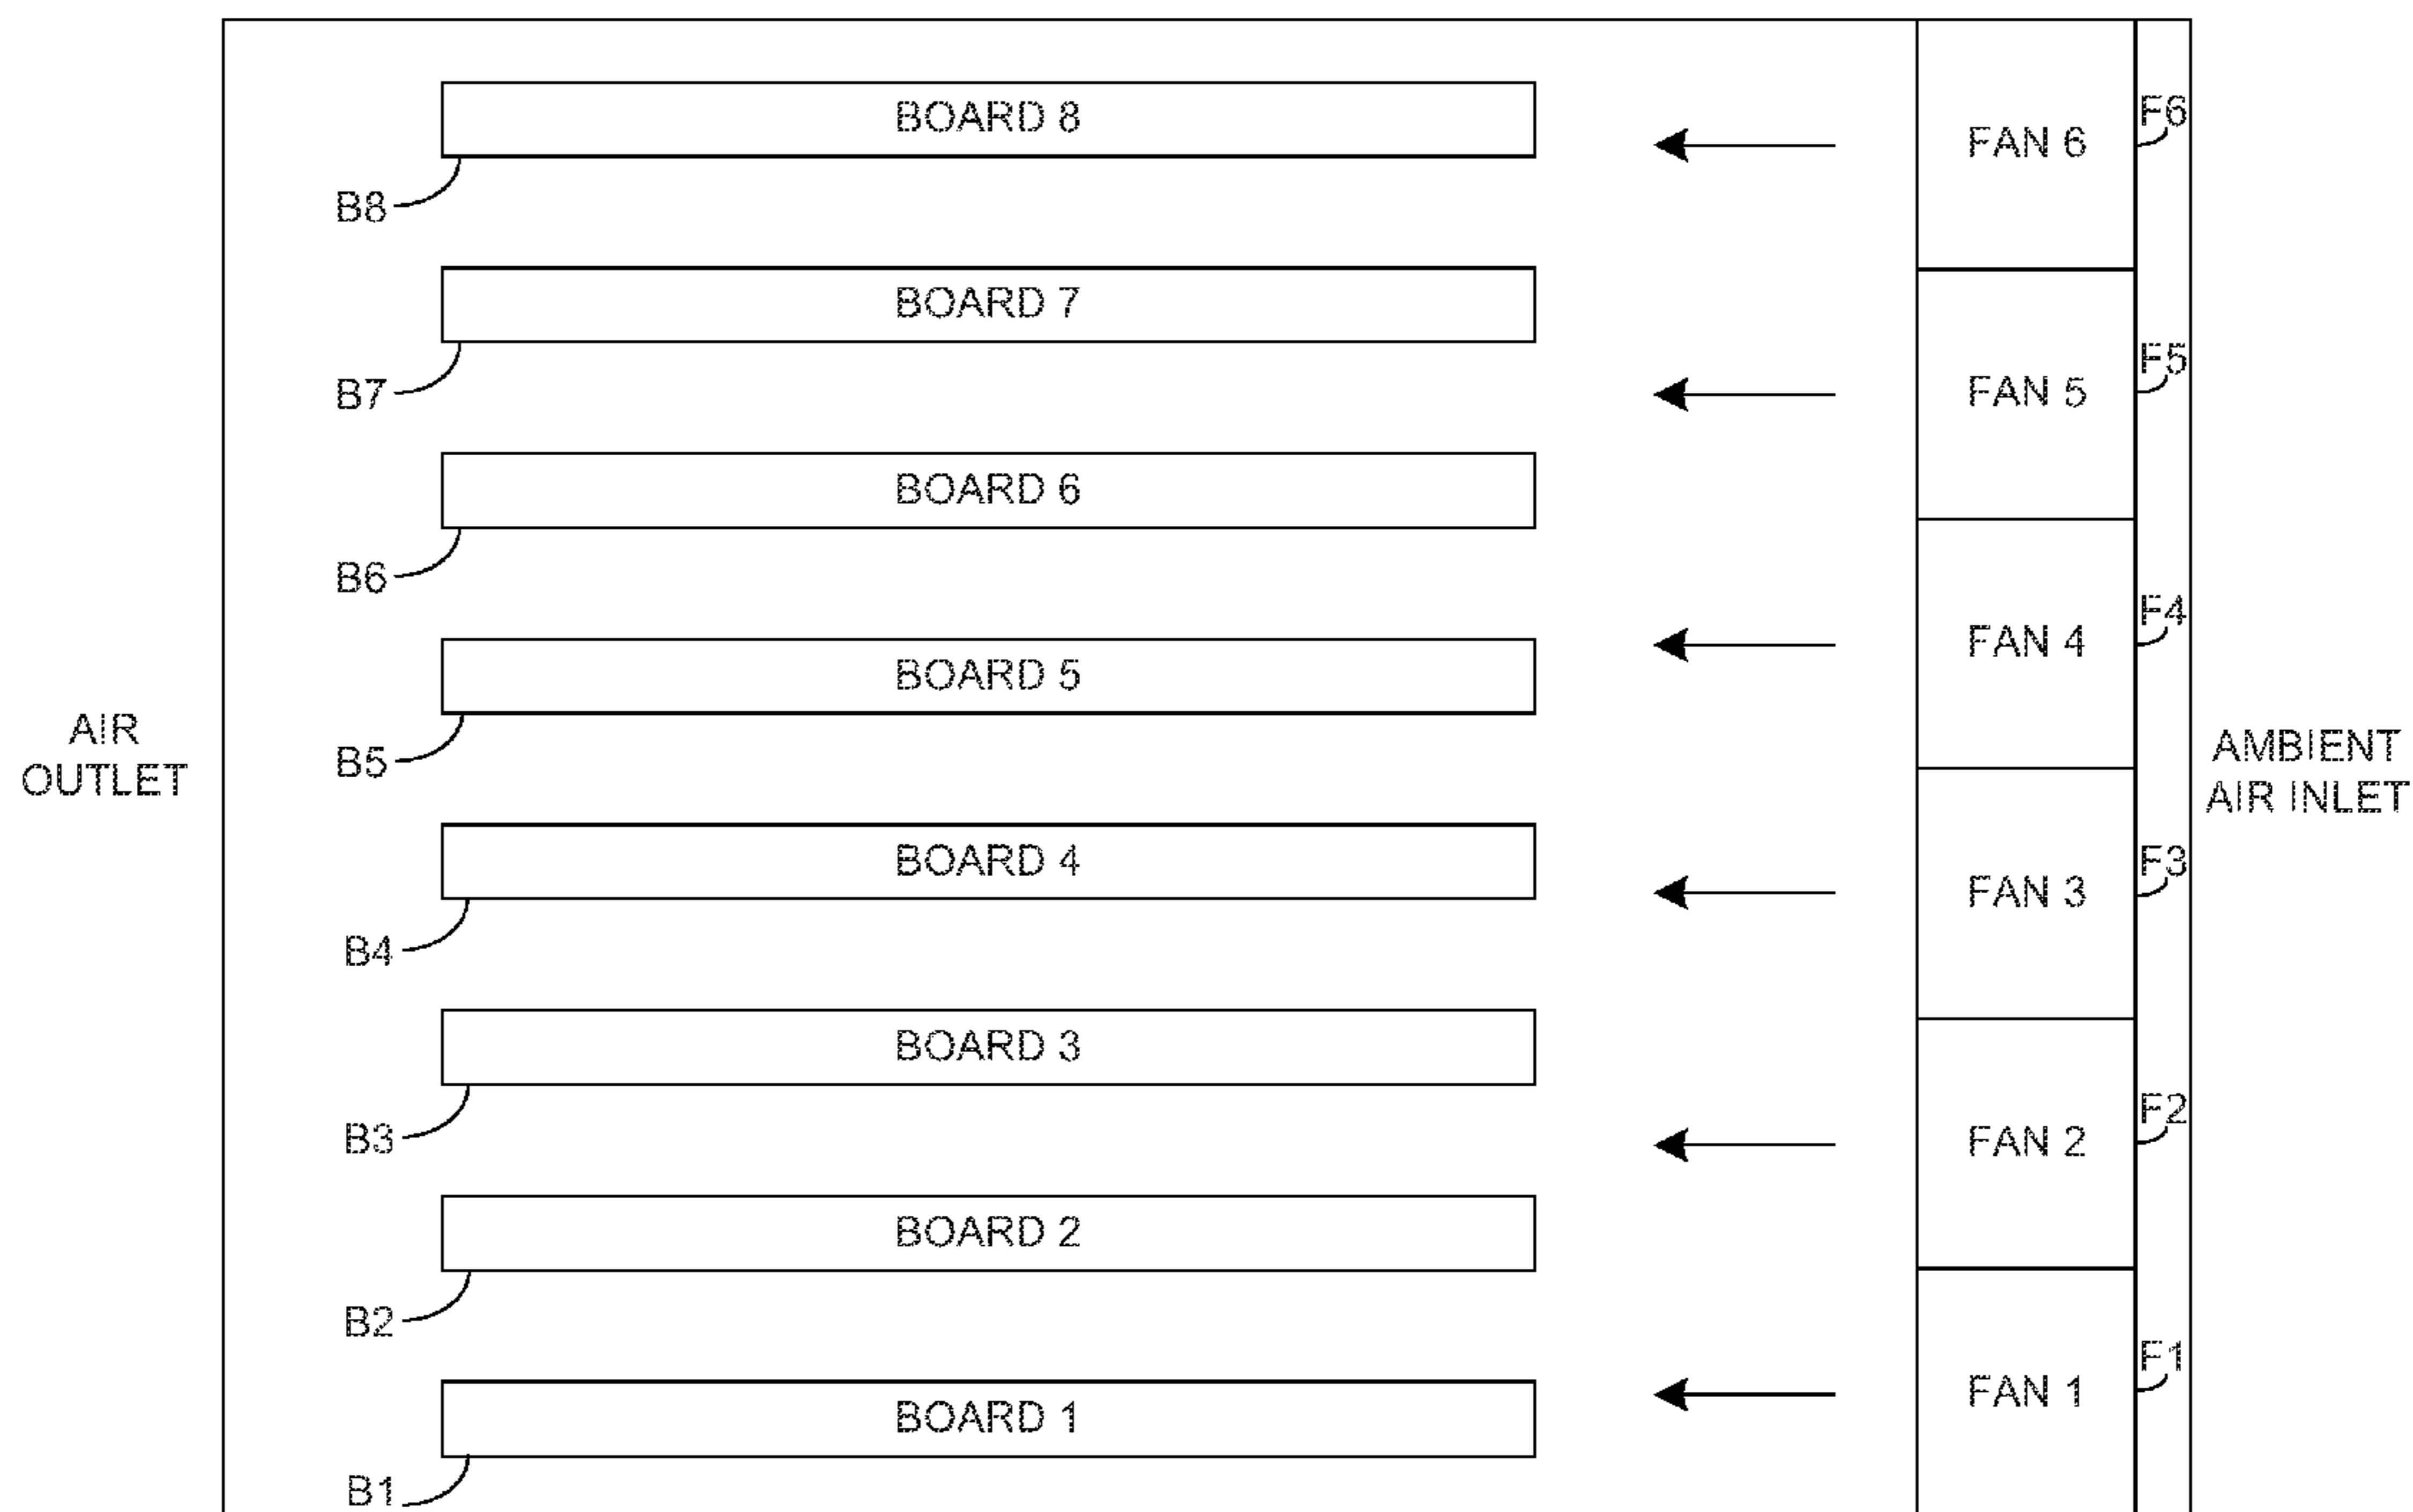 BOARD 8
FAN 6
F6
B8
BOARD 7
FAN 5
F5
B7
BOARD 6
B6
FAN 4
F4
BOARD 5
B5
AIR
OUTLET
AMBIENT
AIR INLET
BOARD 4
FAN 3
F3
B4
BOARD 3
B3
FAN 2
F2
BOARD 2
B2
BOARD 1
FAN 1
F1
B1